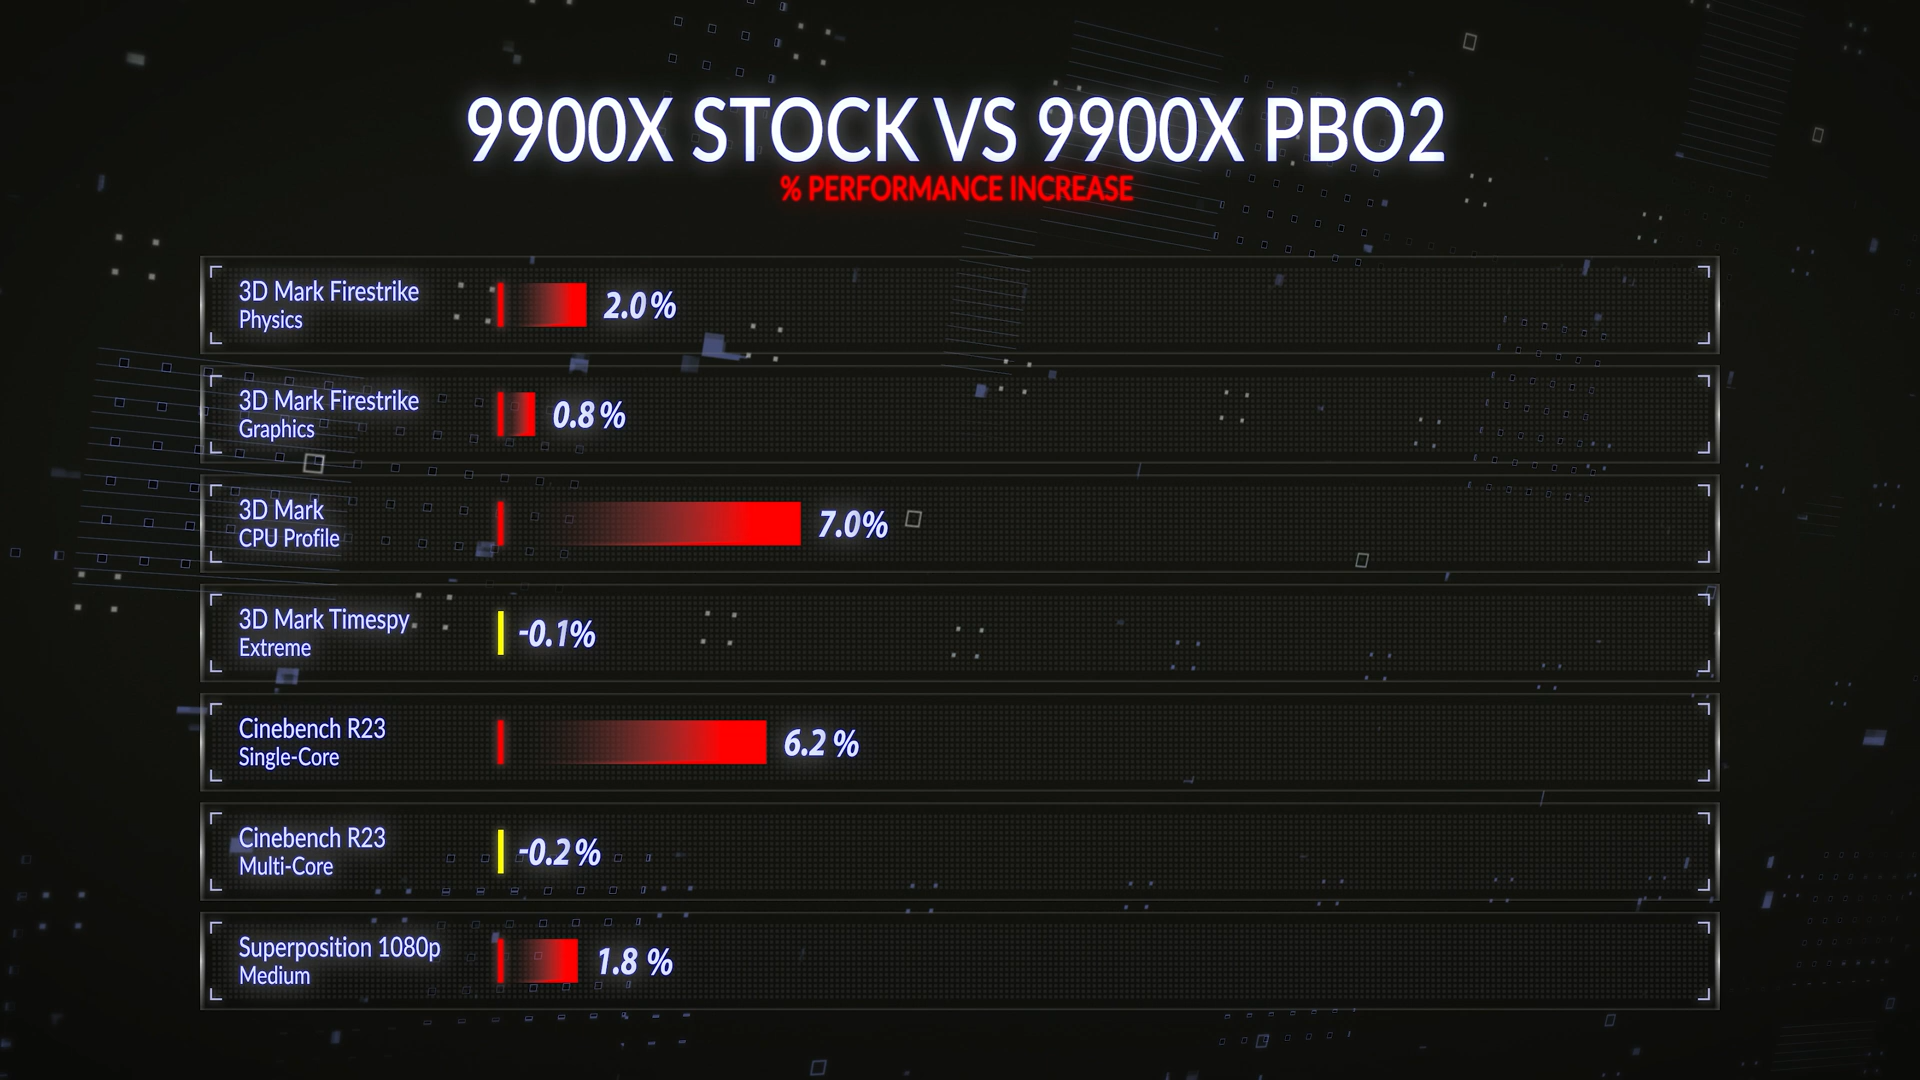 9900X STOCK VS 9900X PBO2
% PERFORMANCE INCREASE
3D Mark Firestrike
Physics
2.0%
3D Mark Firestrike
Graphics
0.8%
3D Mark
CPU Profile
7.0%
3D Mark Timespy
Extreme
-0.1%
Cinebench R23
Single-Core
6.2%
Cinebench R23
Multi-Core
-0.2%
Superposition 1080p
Medium
1.8 %